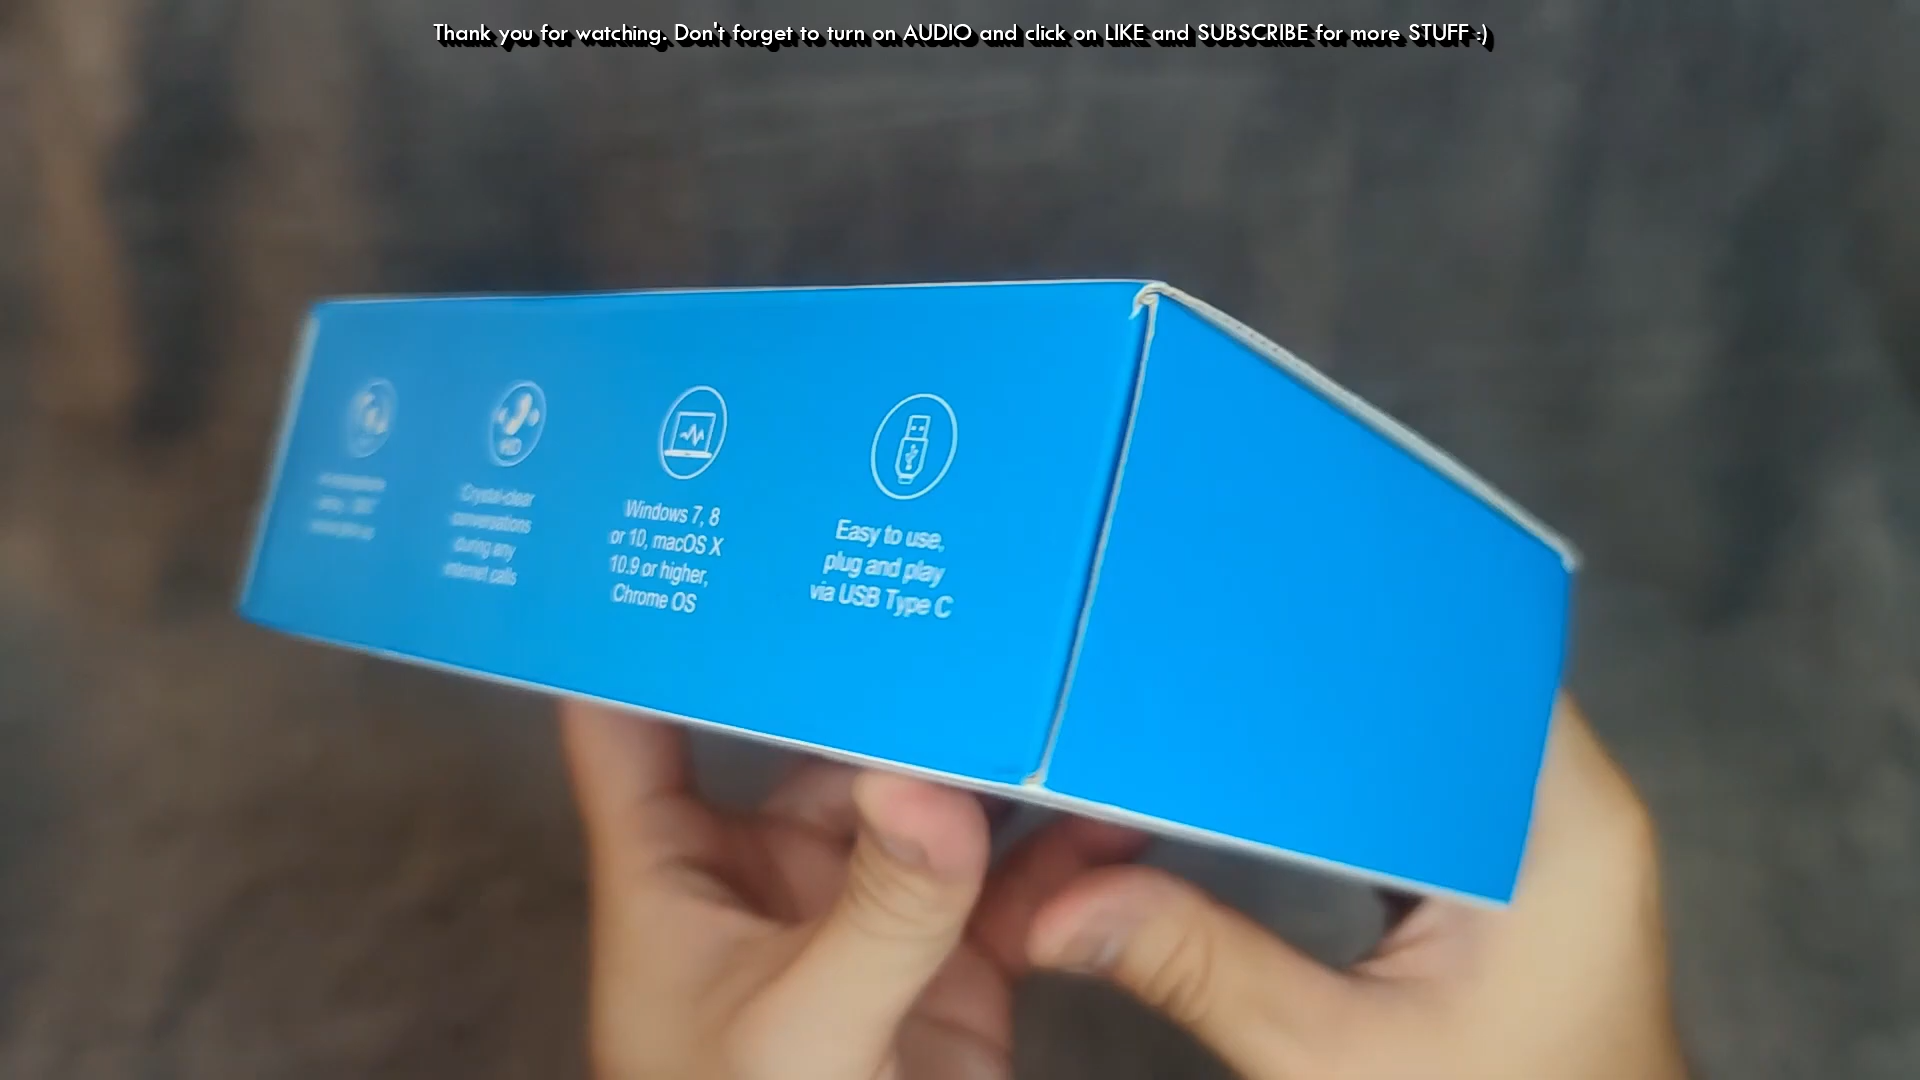 Thank you for watching. Don't forget to turn on AUDIO and click on LIKE and SUBSCRIBE for more STUFF :)
HD
Crystal-clear
conversations
during any
internet calls
Windows 7, 8
or 10, macOS X
10.9 or higher,
Chrome OS
Easy to use,
plug and play
via USB Type C